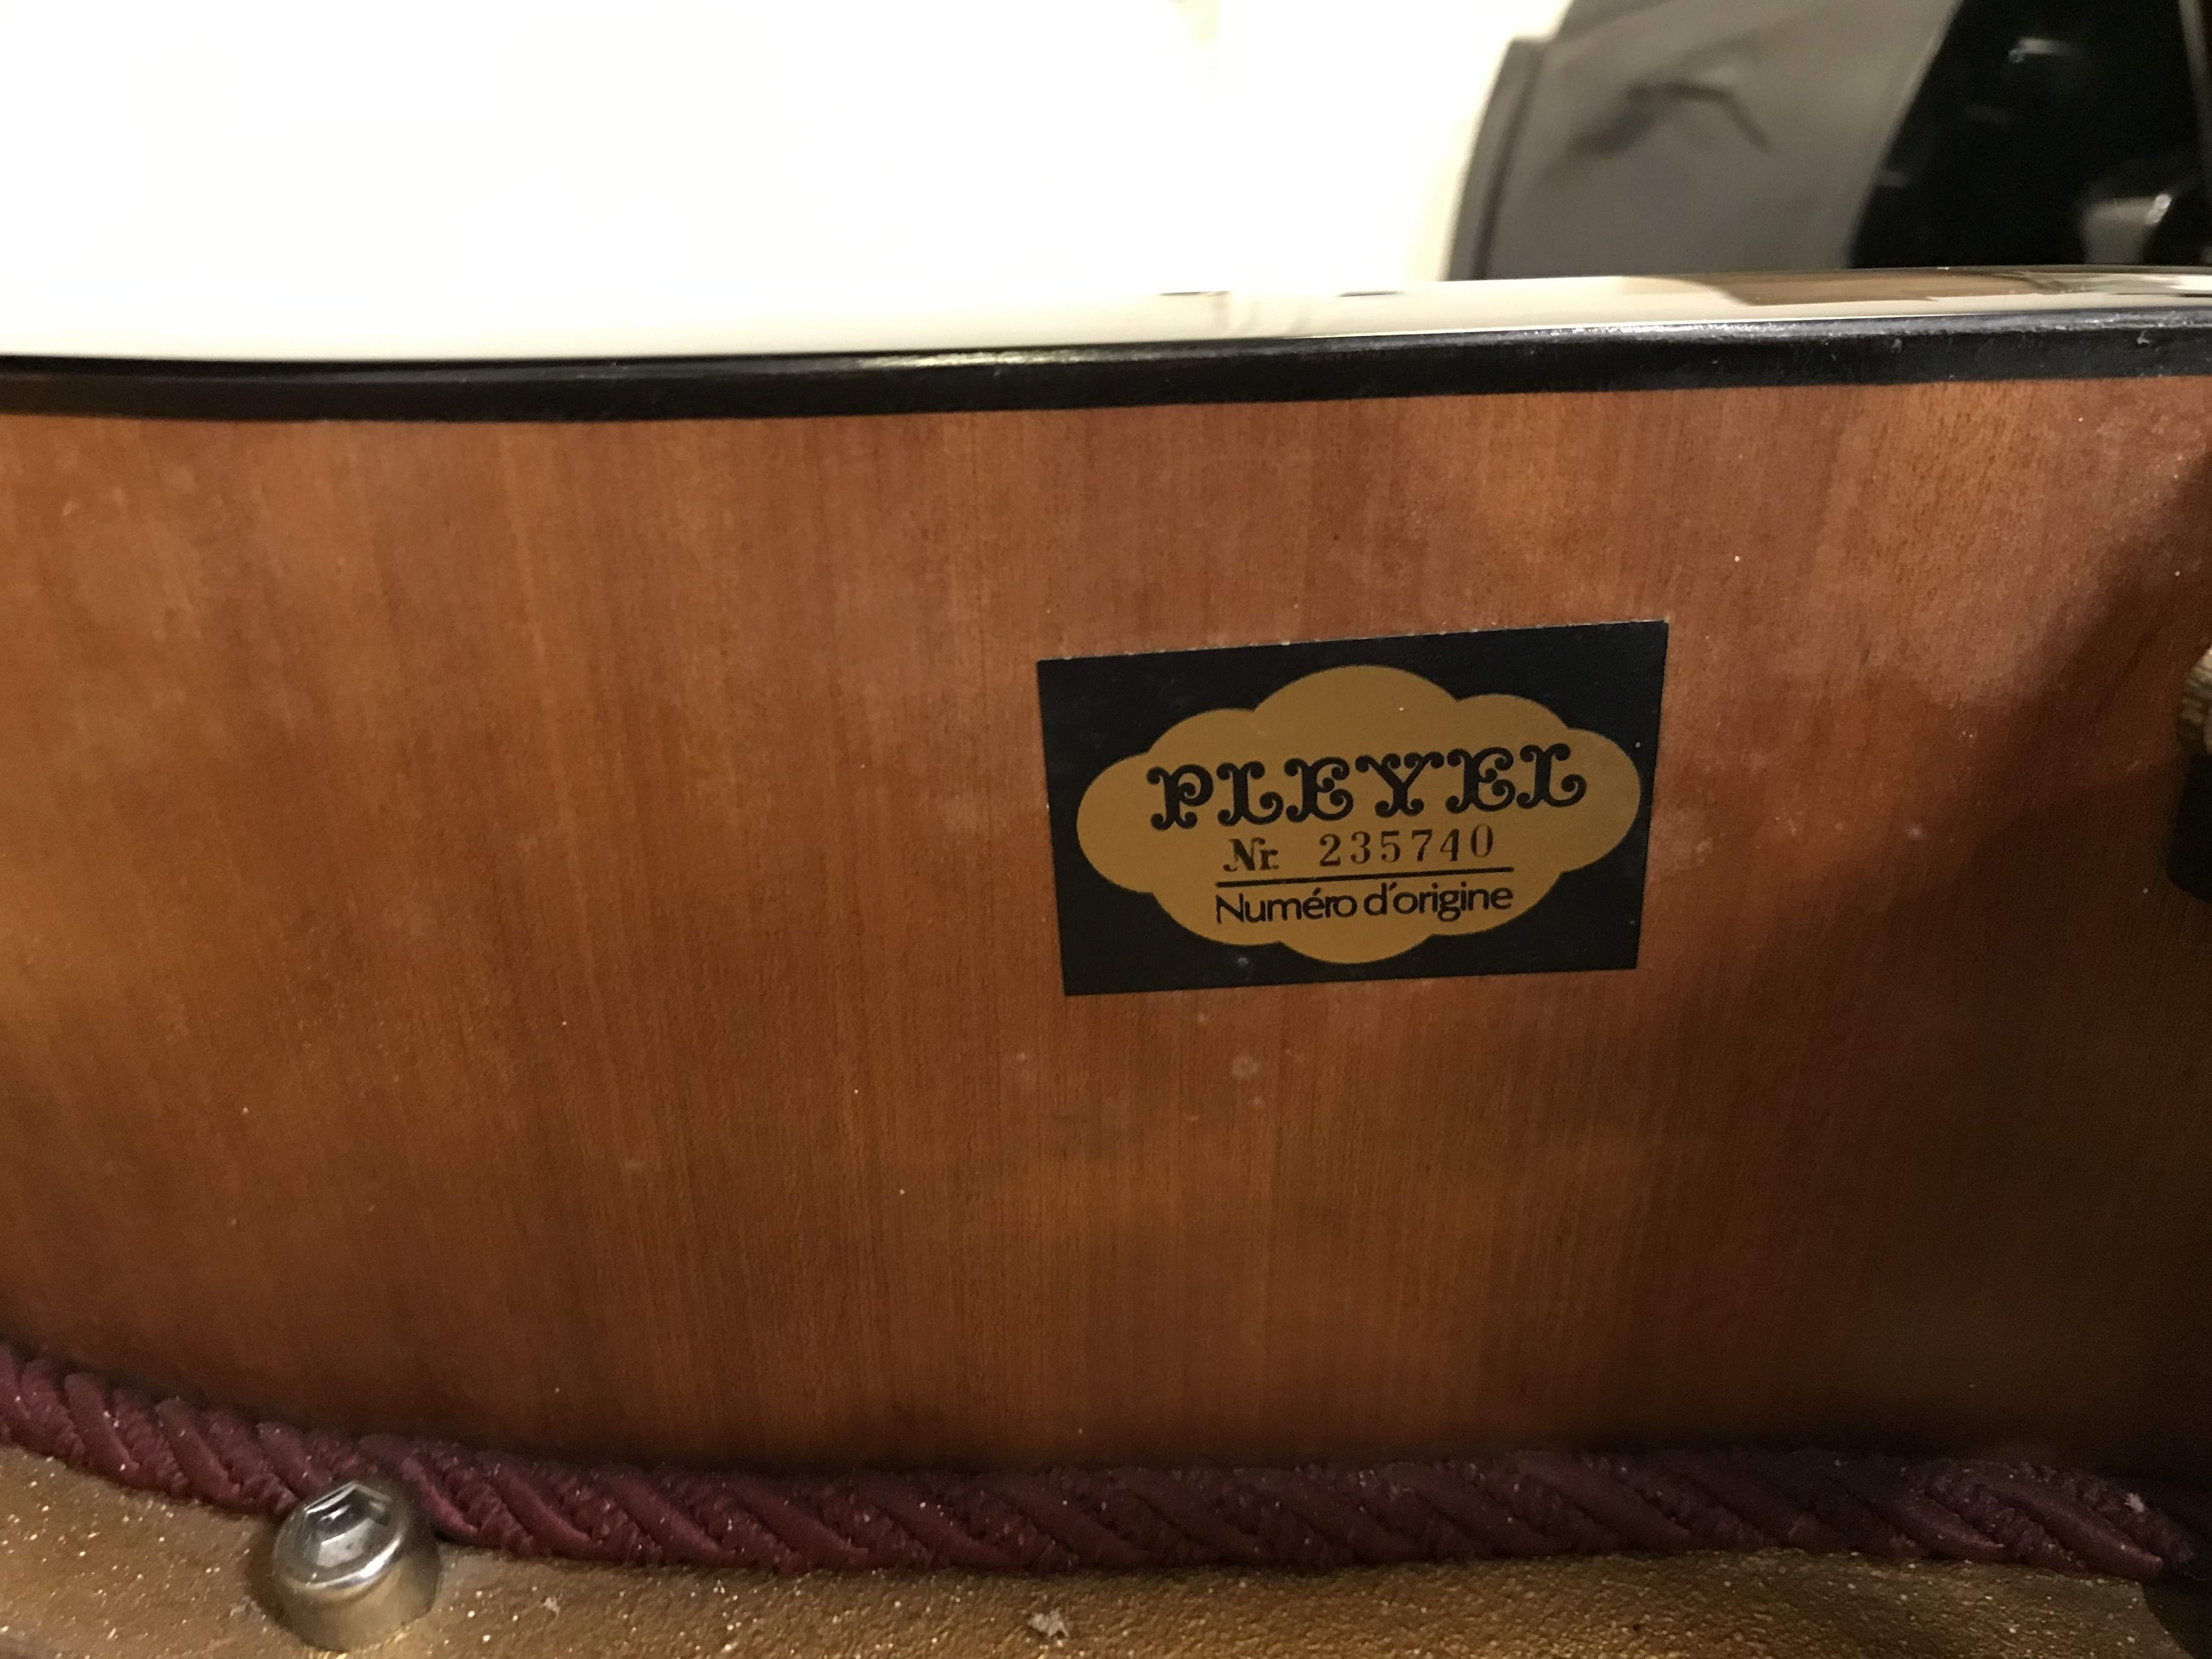 PLEYEL
Nr. 235740
Numéro d'origine